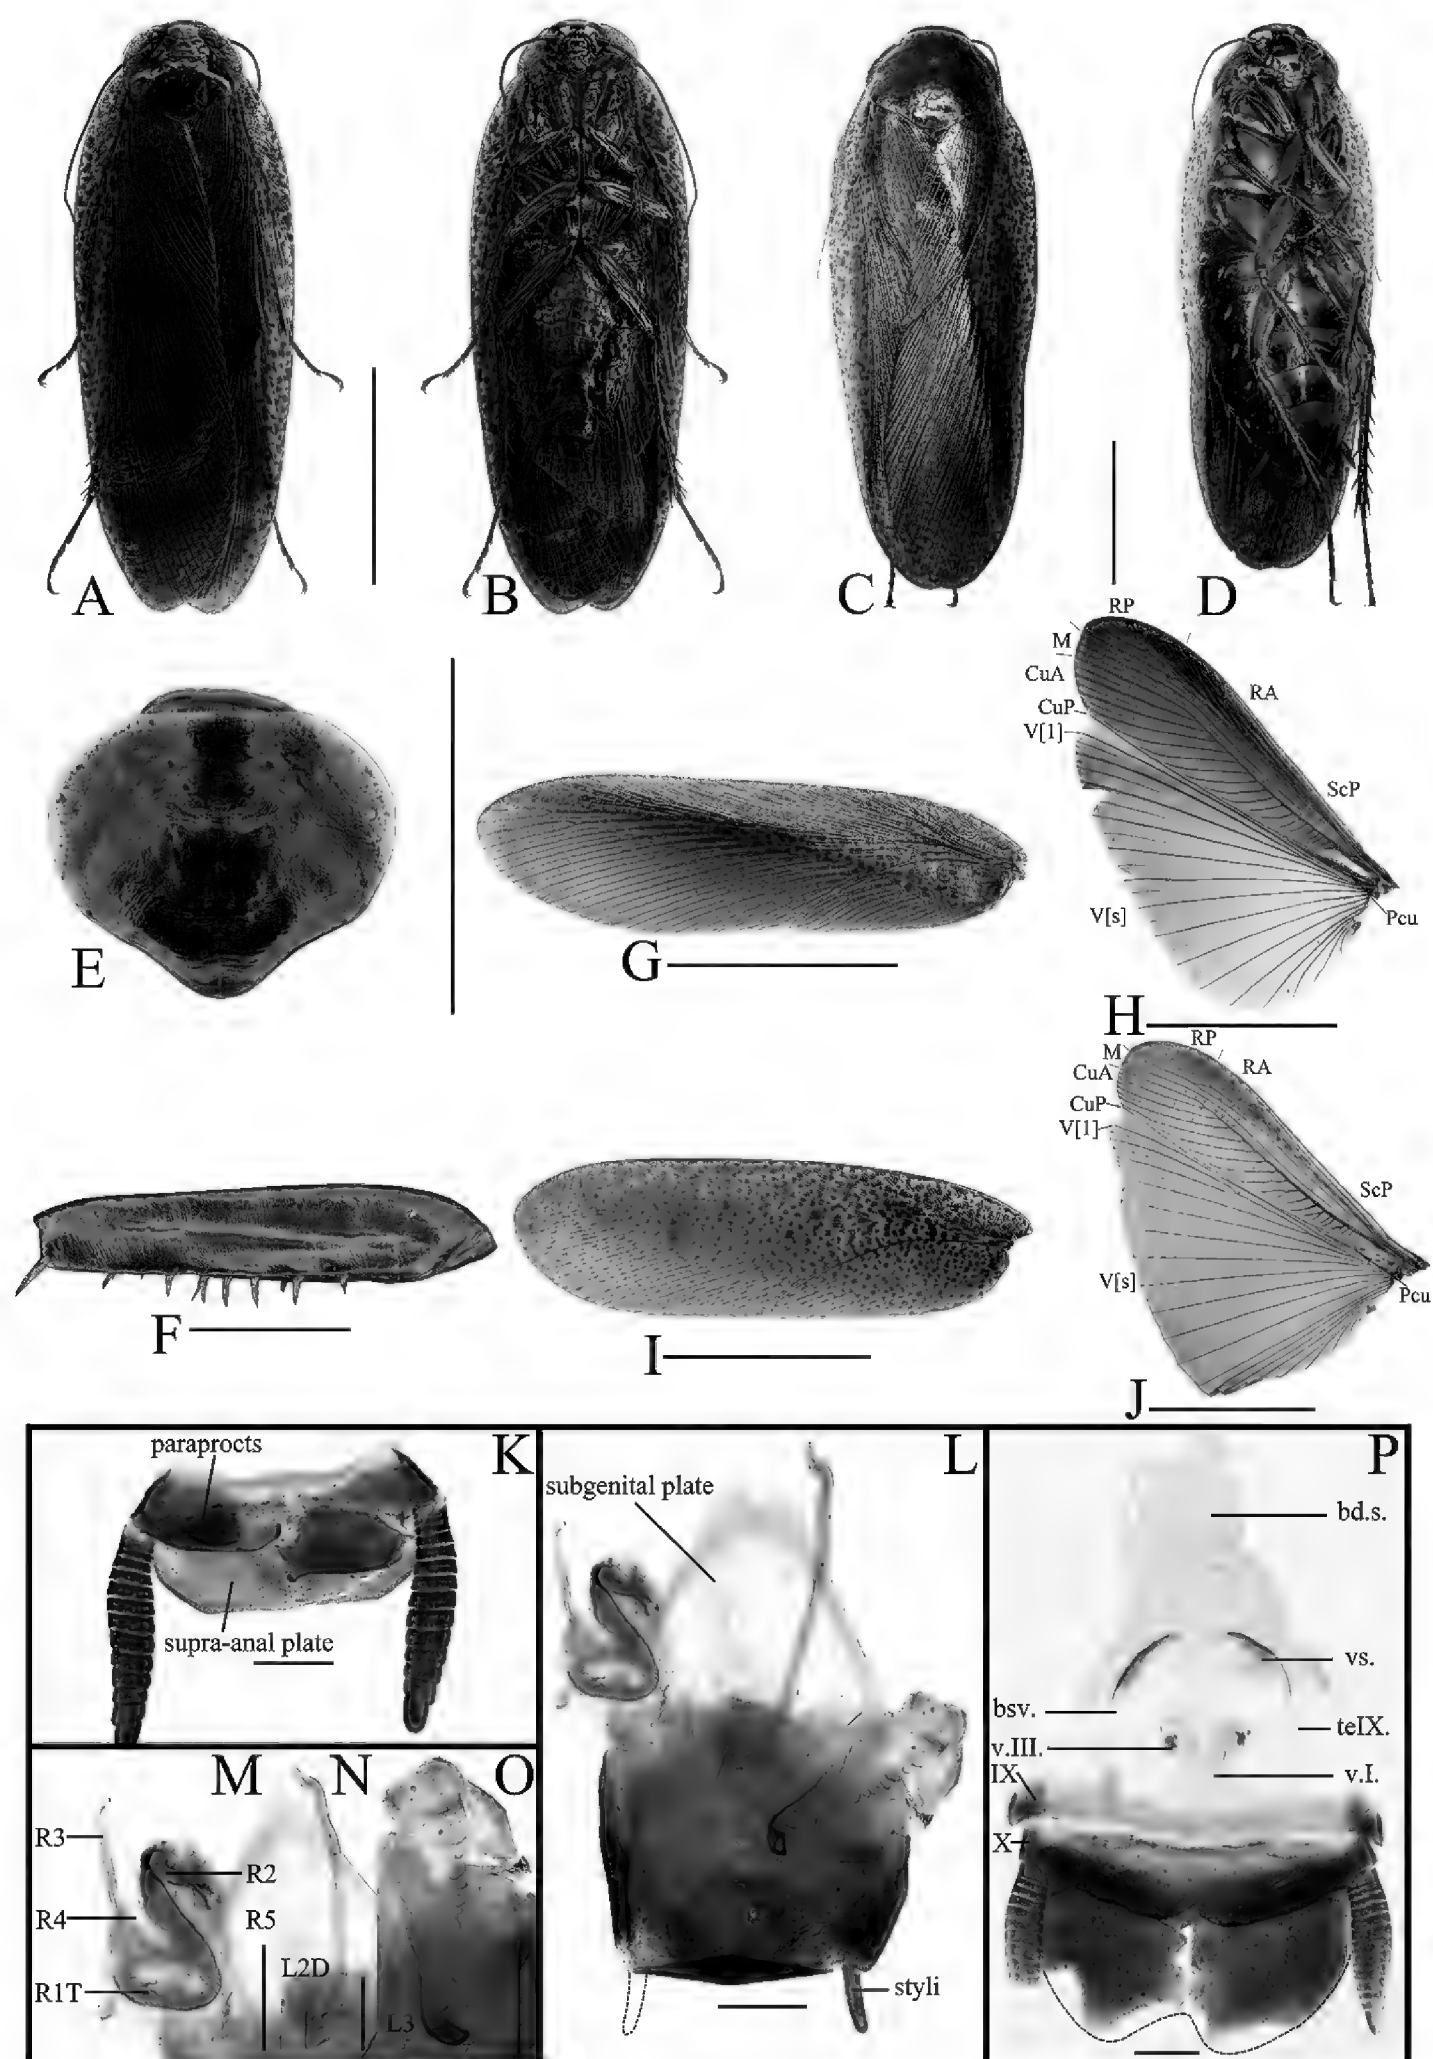 A
B
C
D
RP
M
CuA
RA
CuP
V[1]
ScP
V[s]
Pcu
E
G
H
RP
M
CuA
RA
CuP
V[1]
ScP
V[s]
Pcu
F
I
J
paraprocts
K
supra-anal plate
L
subgenital plate
styli
P
bd.s.
vs.
bsv.
teIX.
v.III.
IX
v.I.
X
M
N
O
R3
R2
R4
R5
L2D
R1T
L3